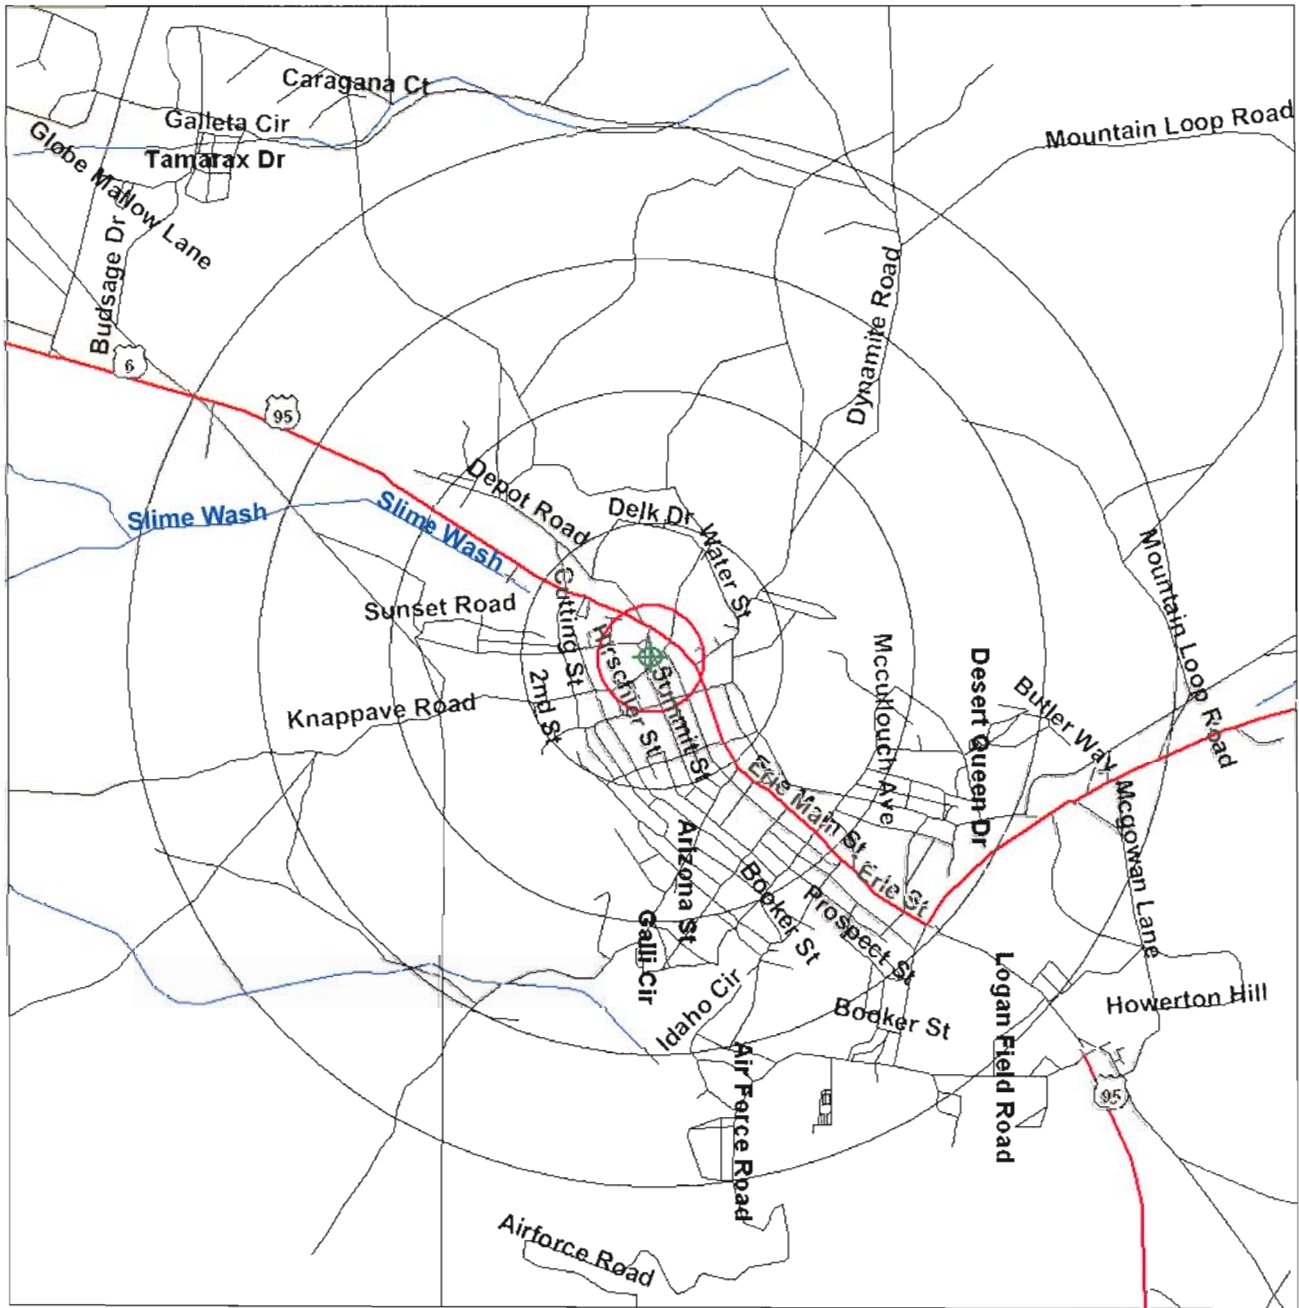 Caragana Ct
Galleta Cir
Mountain Loop Road
Globe Mallow Lane
Tamarax Dr
Budsage Dr
Dynamite Road
6
95
Slime Wash
Slime Wash
Depot Road
Delk Dr
Water St
Cutting St
Sunset Road
Hirschler St
Summit St
2nd St
Knappave Road
Mccullouch Ave
Desert Queen Dr
Butler Way
Mountain Loop Road
Erie Main St
Erie St
Mcgowan Lane
Arizona St
Booker St
Prospect St
Galli Cir
Idaho Cir
Booker St
Logan Field Road
Howerton Hill
95
Air Force Road
Airforce Road